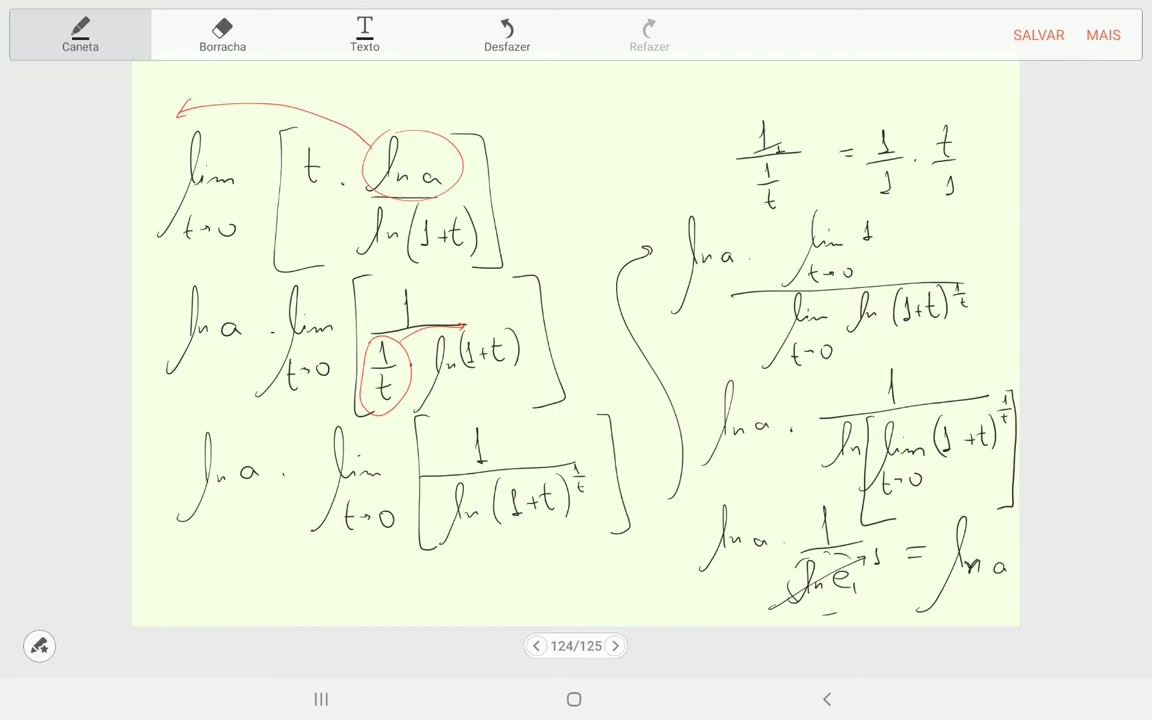 Caneta Borracha Texto Desfazer Refazer SALVAR MAIS
lim t→0 [t · ln a / ln(1+t)]
ln a · lim t→0 [1 / (1/t · ln(1+t))]
ln a · lim t→0 [1 / ln(1+t)^(1/t)]
1 / (1/t) = 1/1 · t/1
ln a · lim t→0 1 / lim t→0 ln(1+t)^(1/t)
ln a · 1 / ln[lim t→0 (1+t)^(1/t)]
ln a · 1 / ln e → 1 = ln a
124/125